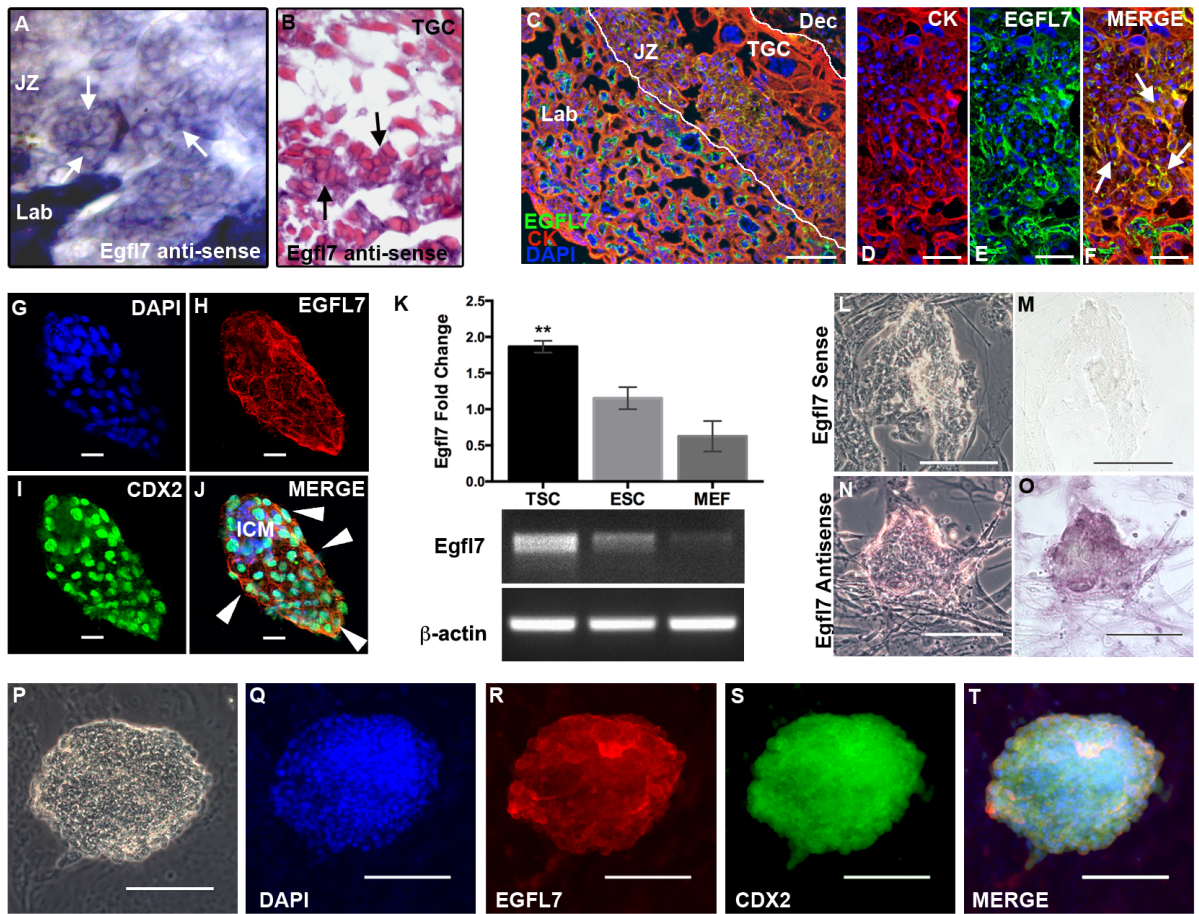 A
JZ
Lab
Egfl7 anti-sense
B
TGC
Egfl7 anti-sense
C
Dec
JZ
TGC
Lab
EGFL7
CK
DAPI
CK
D
EGFL7
E
MERGE
F
G
DAPI
H
EGFL7
I
CDX2
J
MERGE
ICM
K
Egfl7 Fold Change
2.5
2.0
1.5
1.0
0.5
0.0
**
TSC
ESC
MEF
Egfl7
β-actin
Egfl7 Sense
L
M
Egfl7 Antisense
N
O
P
Q
DAPI
R
EGFL7
S
CDX2
T
MERGE